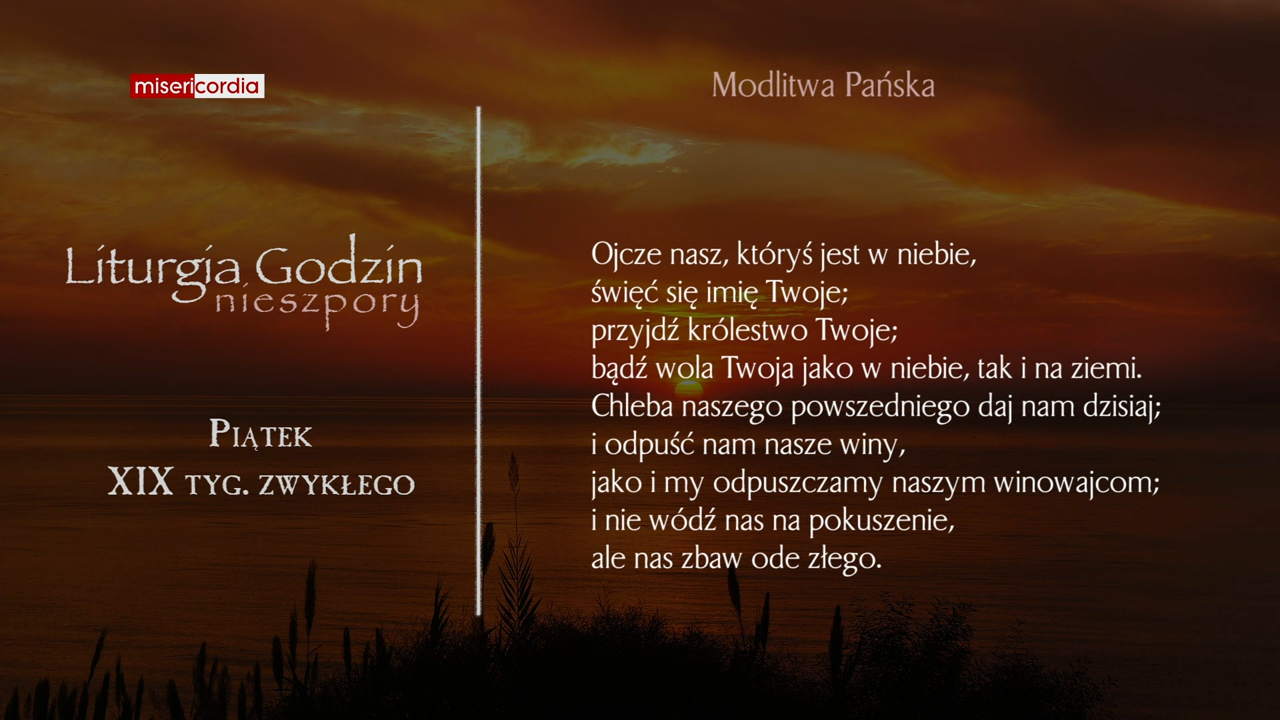 misericordia
Modlitwa Pańska
Liturgia Godzin
nieszpory
Piątek
XIX tyg. zwykłego
Ojcze nasz, któryś jest w niebie,
święć się imię Twoje;
przyjdź królestwo Twoje;
bądź wola Twoja jako w niebie, tak i na ziemi.
Chleba naszego powszedniego daj nam dzisiaj;
i odpuść nam nasze winy,
jako i my odpuszczamy naszym winowajcom;
i nie wódź nas na pokuszenie,
ale nas zbaw ode złego.